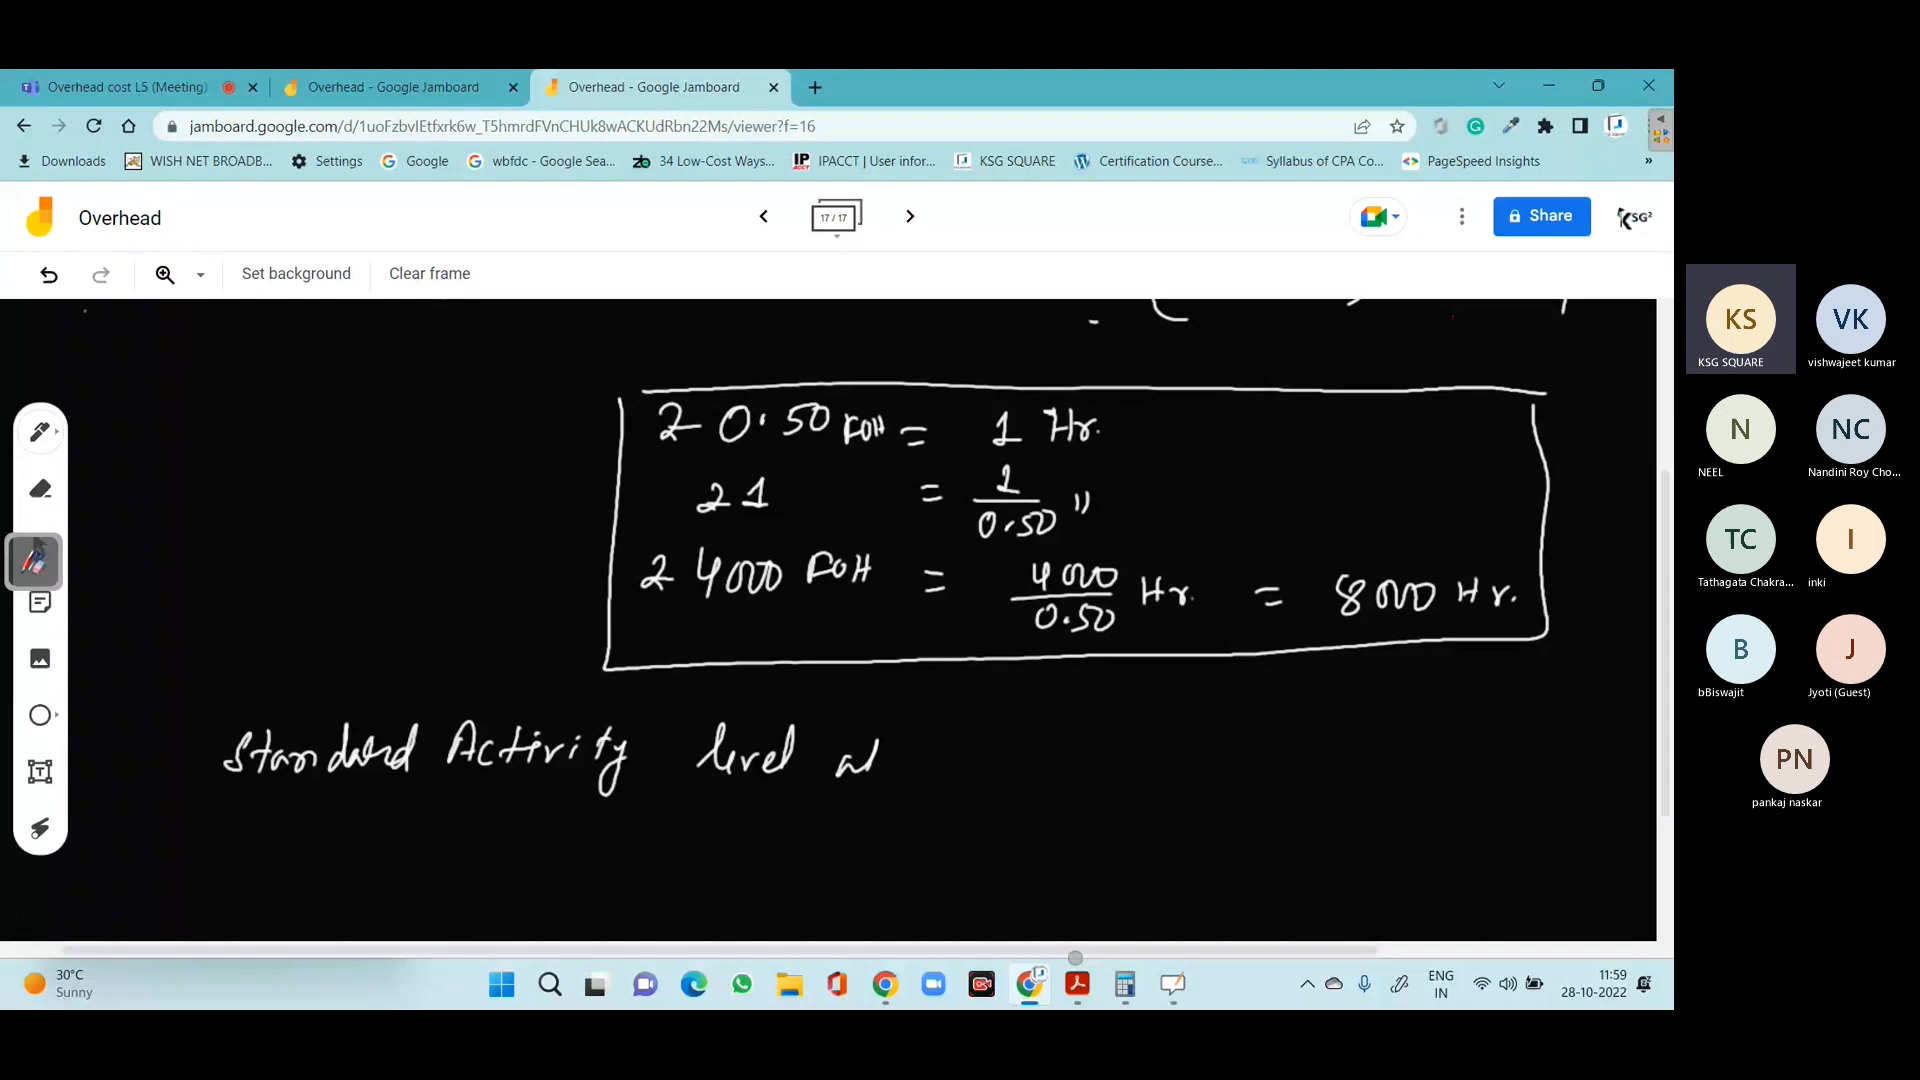 Overhead cost L5 (Meeting) Overhead - Google Jamboard Overhead - Google Jamboard
jamboard.google.com/d/1uoFzbvIEtfxrk6w_T5hmrdFVnCHUk8wACKUdRbn22Ms/viewer?f=16
Downloads WISH NET BROADB... Settings Google wbfdc - Google Sea... 34 Low-Cost Ways... IPACCT | User infor... KSG SQUARE Certification Course... Syllabus of CPA Co... PageSpeed Insights »
Overhead 17 / 17 Share KSG²
Set background Clear frame
2 0.50 FOH = 1 Hr.
2 1 = 1/0.50 "
2 4000 FOH = 4000/0.50 Hr. = 8000 Hr.
Standard Activity level at
KS VK
KSG SQUARE vishwajeet kumar
N NC
NEEL Nandini Roy Cho...
TC I
Tathagata Chakra... inki
B J
bBiswajit Jyoti (Guest)
PN
pankaj naskar
30°C
Sunny
ENG
IN
11:59
28-10-2022